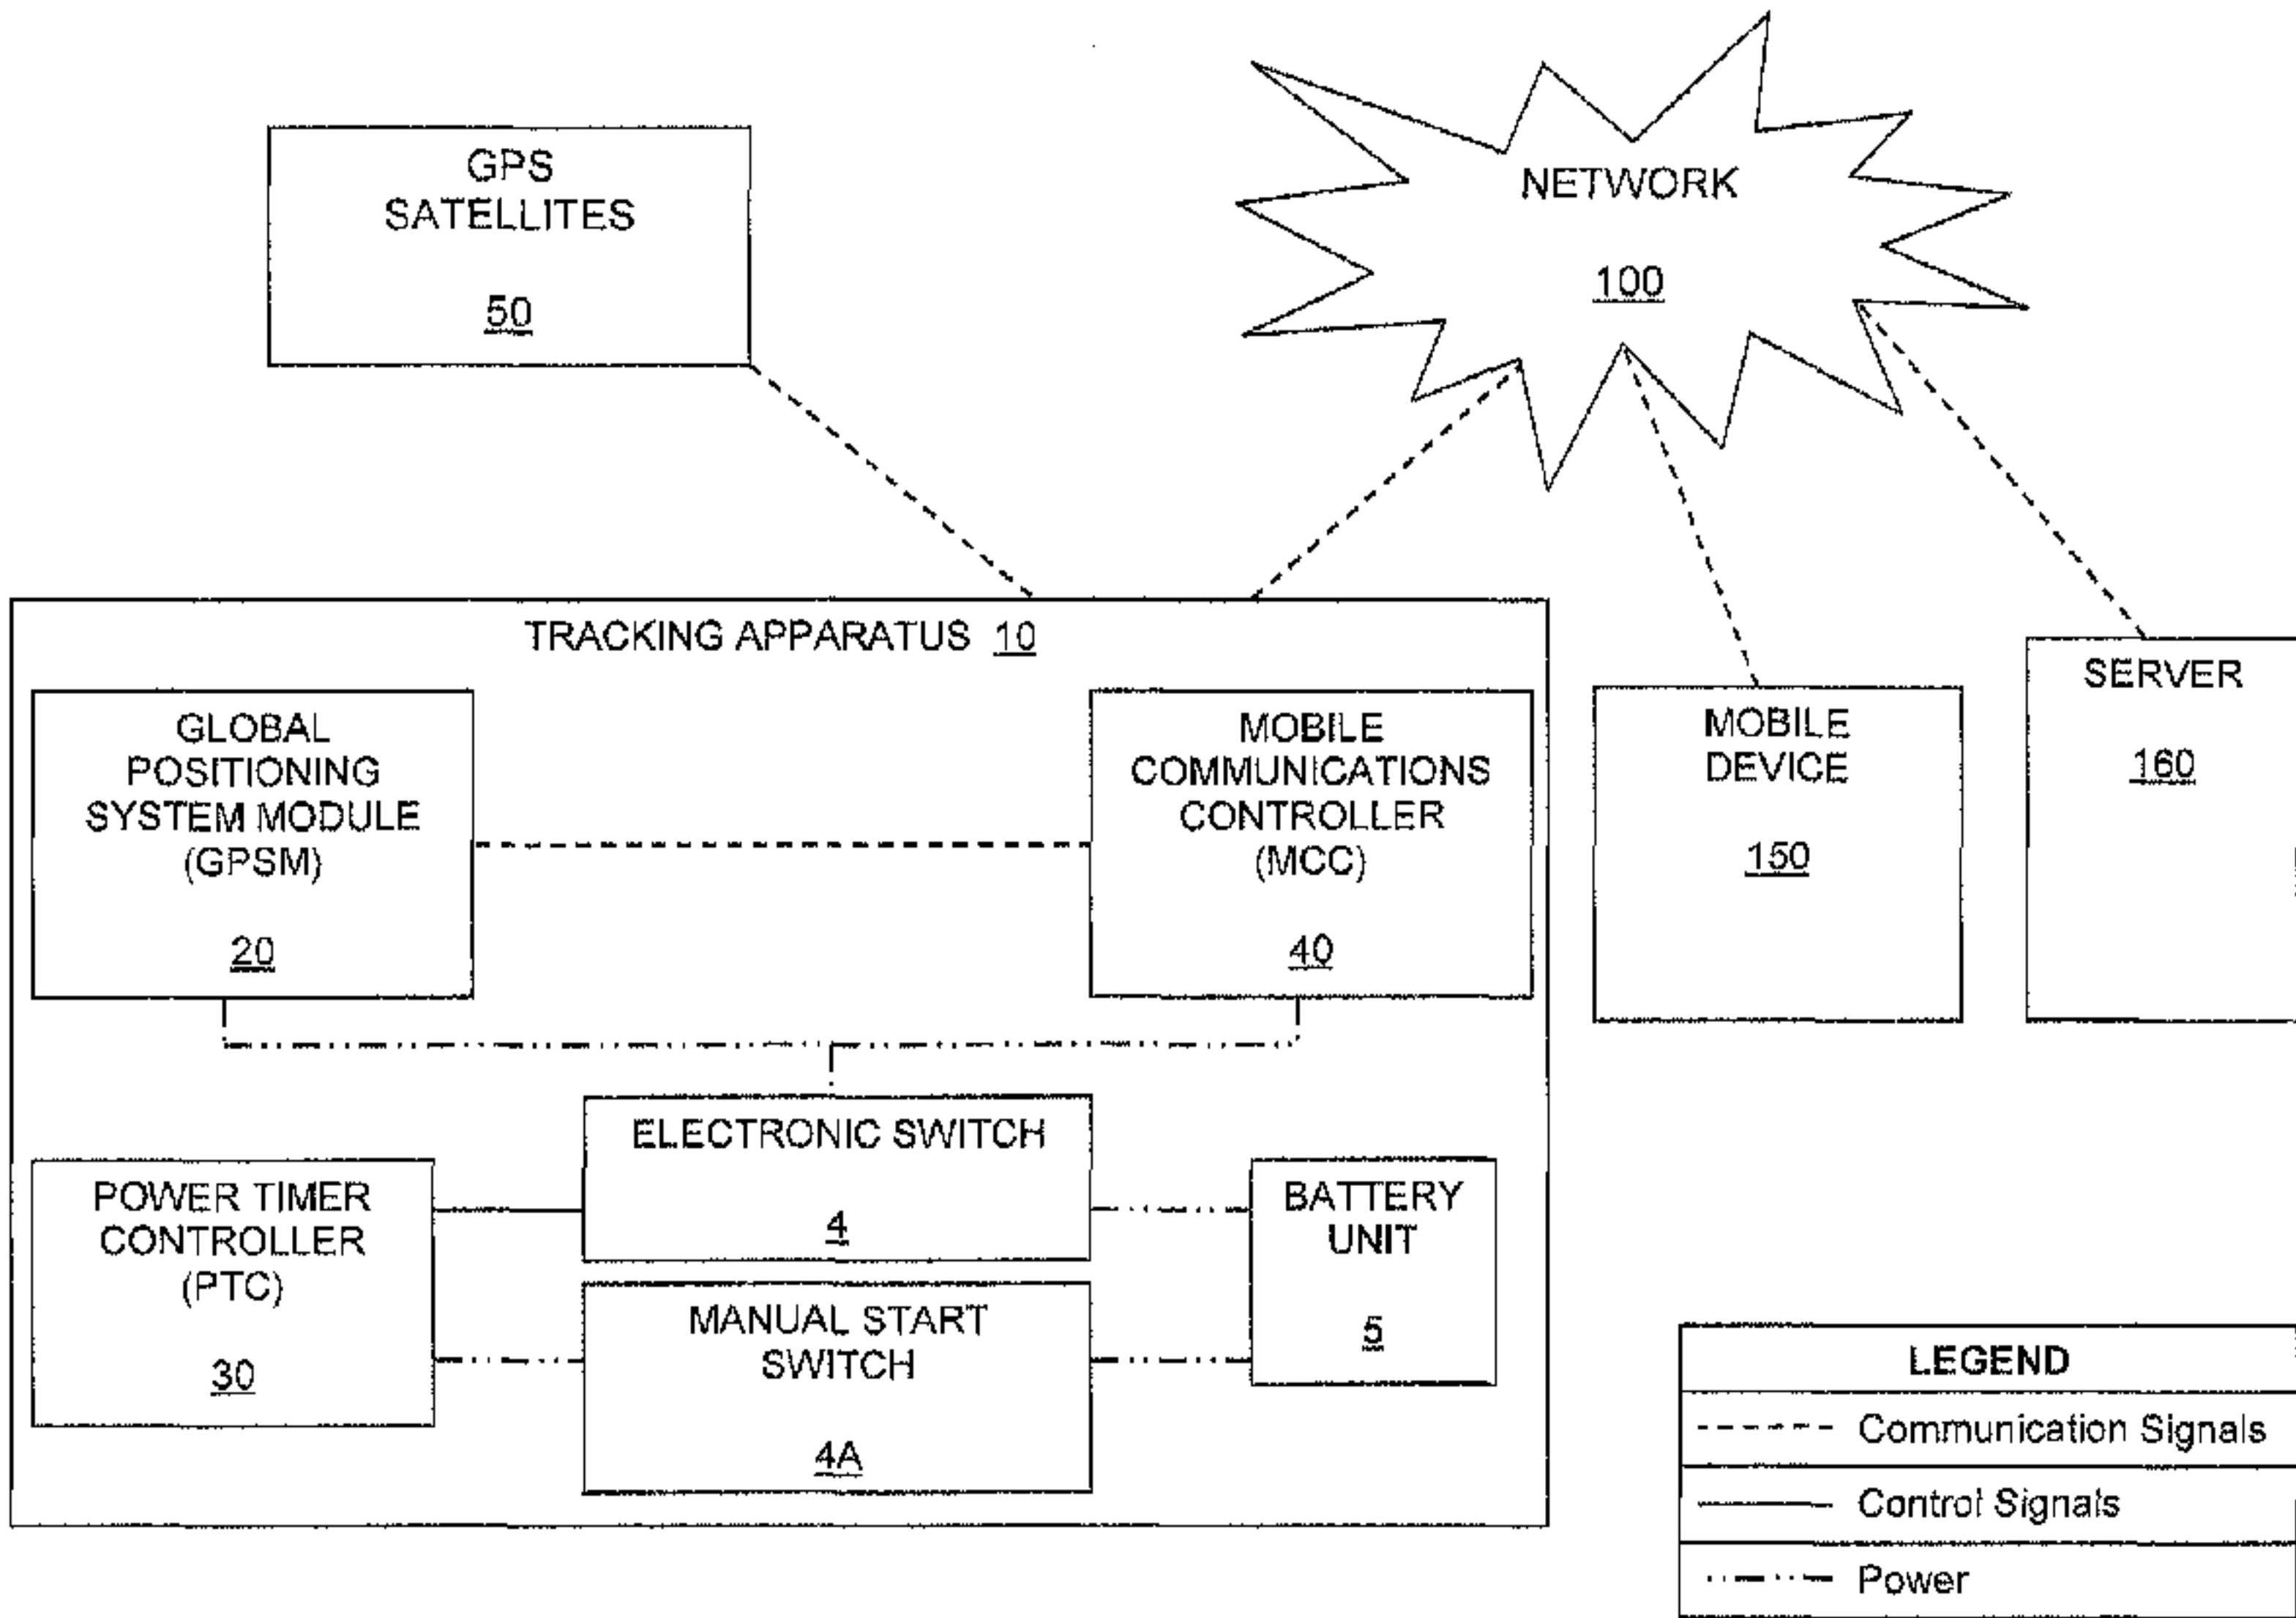 GPS
SATELLITES
50
NETWORK
100
TRACKING APPARATUS 10
GLOBAL
POSITIONING
SYSTEM MODULE
(GPSM)
20
MOBILE
COMMUNICATIONS
CONTROLLER
(MCC)
40
MOBILE
DEVICE
150
SERVER
160
ELECTRONIC SWITCH
4
POWER TIMER
CONTROLLER
(PTC)
30
MANUAL START
SWITCH
4A
BATTERY
UNIT
5
LEGEND
Communication Signals
Control Signals
Power